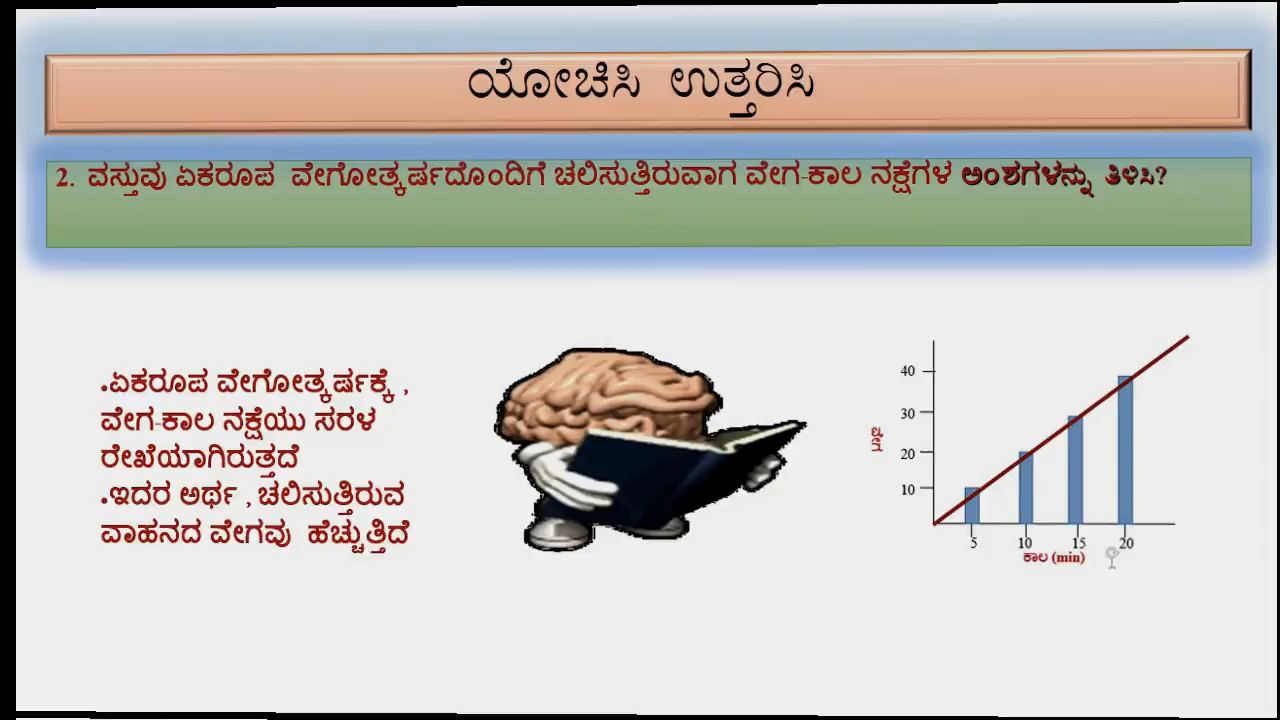 ಯೋಚಿಸಿ ಉತ್ತರಿಸಿ
2. ವಸ್ತುವು ಏಕರೂಪ ವೇಗೋತ್ಕರ್ಷದೊಂದಿಗೆ ಚಲಿಸುತ್ತಿರುವಾಗ ವೇಗ-ಕಾಲ ನಕ್ಷೆಗಳ ಅಂಶಗಳನ್ನು ತಿಳಿಸಿ?
•ಏಕರೂಪ ವೇಗೋತ್ಕರ್ಷಕ್ಕೆ ,
ವೇಗ-ಕಾಲ ನಕ್ಷೆಯು ಸರಳ
ರೇಖೆಯಾಗಿರುತ್ತದೆ
•ಇದರ ಅರ್ಥ , ಚಲಿಸುತ್ತಿರುವ
ವಾಹನದ ವೇಗವು ಹೆಚ್ಚುತ್ತಿದೆ
40
30
20
10
ವೇಗ
5 10 15 20
ಕಾಲ (min)